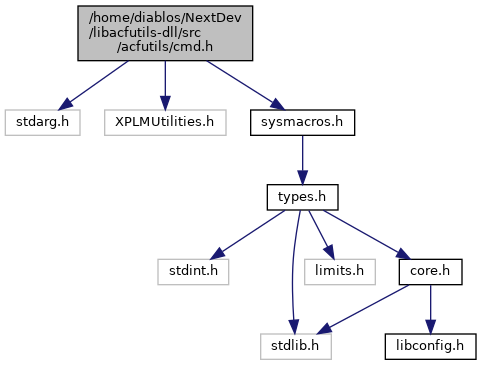 /home/diablos/NextDev
/libacfutils-dll/src
/acfutils/cmd.h
stdarg.h
XPLMUtilities.h
sysmacros.h
types.h
stdint.h
limits.h
core.h
stdlib.h
libconfig.h